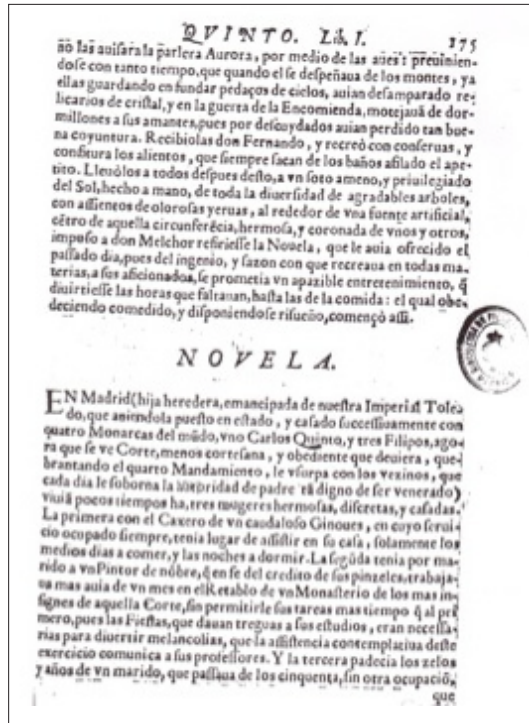 QVINTO. Lib. I. 175
no las auisara la parlera Aurora, por medio de las aues: preuinien-
dose con tanto tiempo, que quando el se despeñaua de los montes, ya
ellas guardando en fundar pedaços de cielos, auian desamparado re-
licarios de cristal, y en la guerta de la Encomienda, motejauã de dor-
millones a sus amantes, pues por descuydados auian perdido tan bue-
na coyuntura. Recibiolas don Fernando, y recreò con conseruas, y
confitura los alientos, que siempre sacan de los baños afilado el ape-
tito. Lleuòlos a todos despues desto, a vn soto ameno, y priuilegiado
del Sol, hecho a mano, de toda la diuersidad de agradables arboles,
con assientos de olorosas yeruas, al rededor de vna fuente artificial,
cẽtro de aquella circunferẽcia, hermosa, y coronada de vnos y otros,
impuso a don Melchor refiriesse la Nouela, que le auia ofrecido el
passado dia, pues del ingenio, y sazon con que recreaua en todas ma-
terias, a sus aficionados, se prometia vn apazible entretenimiento, q̃
diuirtiesse las horas que faltauan, hasta las de la comida: el qual obe-
deciendo comedido, y disponiendose risueño, començò assi.
NOVELA.
EN Madrid (hija heredera, emancipada de nuestra Imperial Tole-
do, que auiendola puesto en estado, y casado successiuamente con
quatro Monarcas del mũdo, vno Carlos Quinto, y tres Filipos, ago-
ra que se ve Corte, menos cortesana, y obediente que deuiera, que-
brantando el quarto Mandamiento, le vsurpa con los vezinos, que
cada dia le soborna la autoridad de padre tã digno de ser venerado)
viuiã pocos tiempos ha, tres mugeres hermosas, discretas, y casadas.
La primera con el Caxero de vn caudaloso Ginoues, en cuyo serui-
cio ocupado siempre, tenia lugar de assistir en su casa, solamente los
medios dias a comer, y las noches a dormir. La segũda tenia por ma-
rido a vn Pintor de nõbre, q̃ en fe del credito de sus pinzeles, trabaja-
ua mas auia de vn mes en el Retablo de vn Monasterio de los mas in-
signes de aquella Corte, sin permitirle sus tareas mas tiempo q̃ al pri-
mero, pues las Fiestas, que dauan treguas a sus estudios, eran necessa-
rias para diuertir melancolias, que la assistencia contemplatiua deste
exercicio comunica a sus professores. Y la tercera padecia los zelos
y años de vn marido, que passaua de los cinquenta, sin otra ocupaciõ,
que